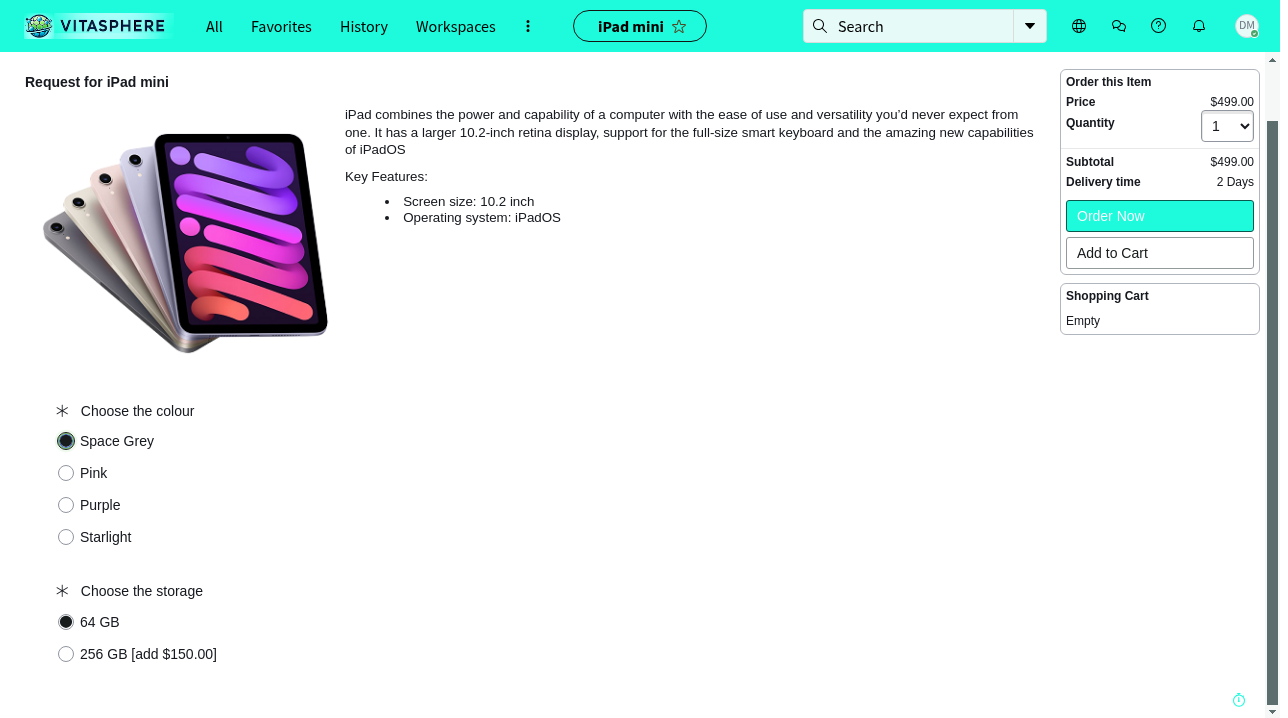 VITASPHERE
All
Favorites
History
Workspaces
iPad mini
Search
DM
Request for iPad mini
iPad combines the power and capability of a computer with the ease of use and versatility you’d never expect from
one. It has a larger 10.2-inch retina display, support for the full-size smart keyboard and the amazing new capabilities
of iPadOS
Key Features:
Screen size: 10.2 inch
Operating system: iPadOS
Order this Item
Price $499.00
Quantity 1
Subtotal $499.00
Delivery time 2 Days
Order Now
Add to Cart
Shopping Cart
Empty
Choose the colour
Space Grey
Pink
Purple
Starlight
Choose the storage
64 GB
256 GB [add $150.00]